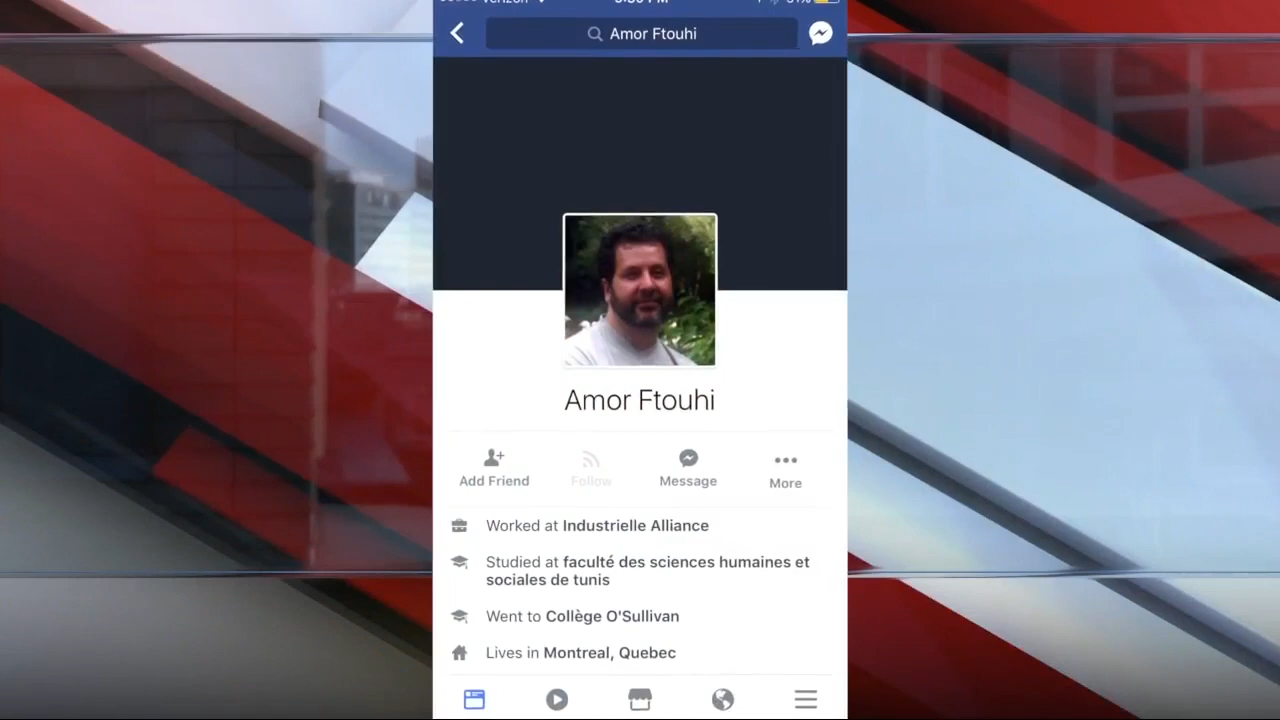 Amor Ftouhi
Amor Ftouhi
Add Friend
Follow
Message
More
Worked at Industrielle Alliance
Studied at faculté des sciences humaines et
sociales de tunis
Went to Collège O'Sullivan
Lives in Montreal, Quebec